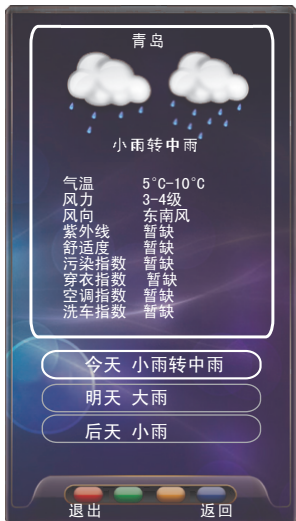 青岛
小雨转中雨
气温 5°C-10°C
风力 3-4级
风向 东南风
紫外线 暂缺
舒适度 暂缺
污染指数 暂缺
穿衣指数 暂缺
空调指数 暂缺
洗车指数 暂缺
今天 小雨转中雨
明天 大雨
后天 小雨
退出 返回